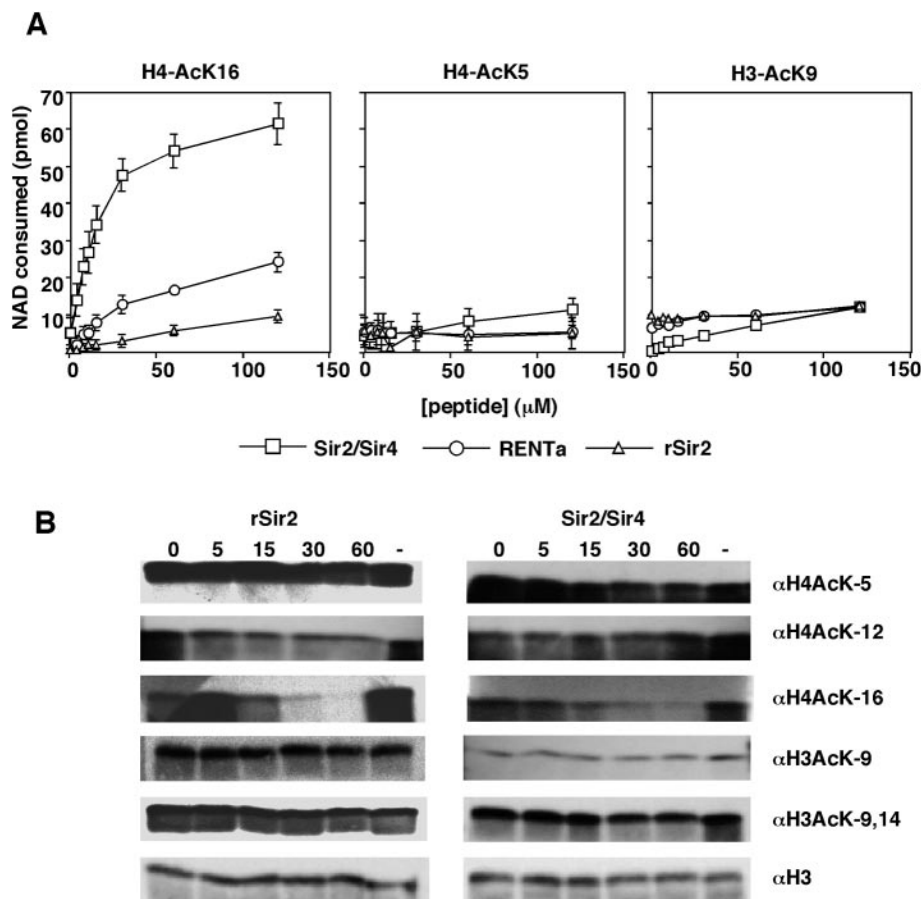 A
H4-AcK16 H4-AcK5 H3-AcK9
NAD consumed (pmol)
70
60
50
40
30
20
10
0 50 100 150 0 50 100 150 0 50 100 150
[peptide] (μM)
Sir2/Sir4 RENTa rSir2
B
rSir2 Sir2/Sir4
0 5 15 30 60 - 0 5 15 30 60 -
αH4AcK-5
αH4AcK-12
αH4AcK-16
αH3AcK-9
αH3AcK-9,14
αH3